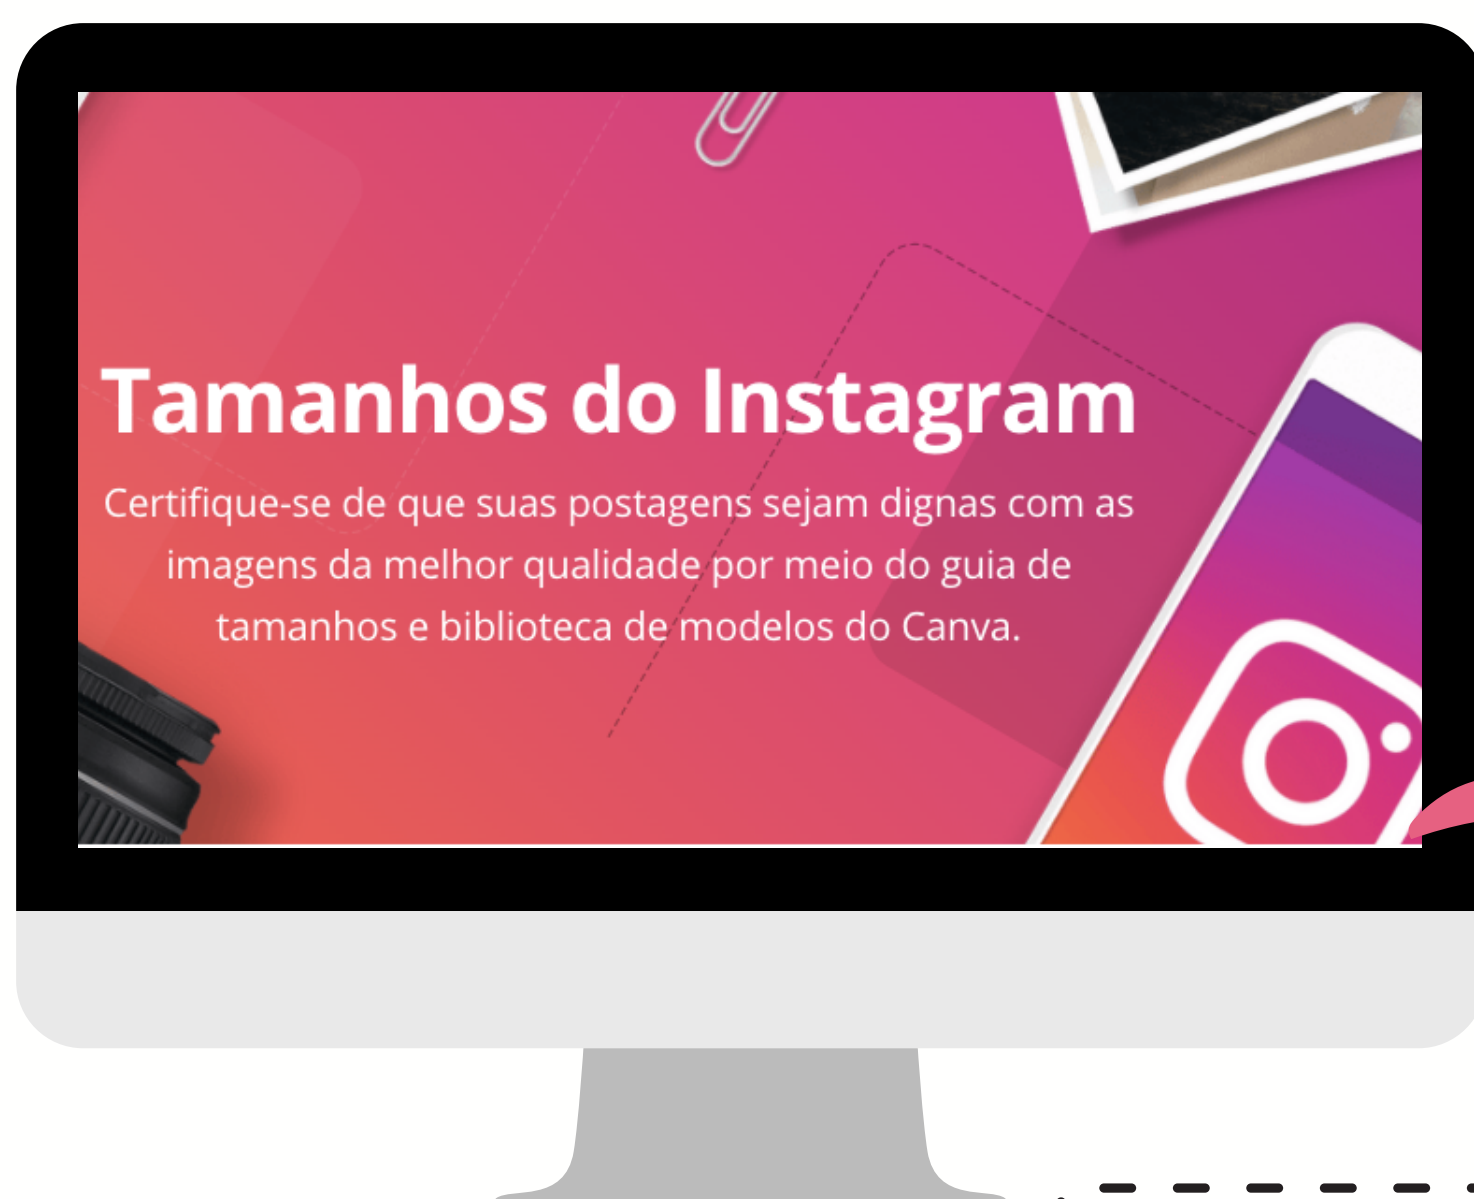 Tamanhos do Instagram
Certifique-se de que suas postagens sejam dignas com as
imagens da melhor qualidade por meio do guia de
tamanhos e biblioteca de modelos do Canva.